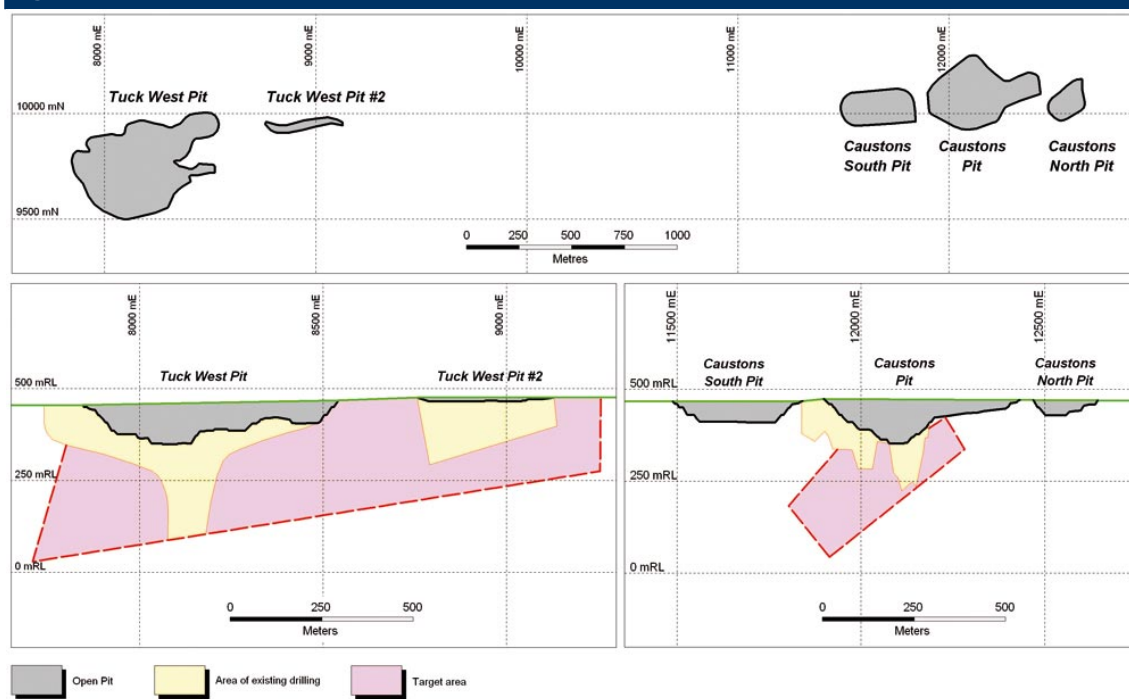 8000 mE
9000 mE
10000 mE
11000 mE
12000 mE
Tuck West Pit
Tuck West Pit #2
10000 mN
9500 mN
Caustons
South Pit
Caustons
Pit
Caustons
North Pit
0 250 500 750 1000
Metres
8000 mE
8500 mE
9000 mE
Tuck West Pit
Tuck West Pit #2
500 mRL
250 mRL
0 mRL
0 250 500
Meters
11500 mE
12000 mE
12500 mE
Caustons
South Pit
Caustons
Pit
Caustons
North Pit
500 mRL
250 mRL
0 mRL
0 250 500
Meters
Open Pit
Area of existing drilling
Target area